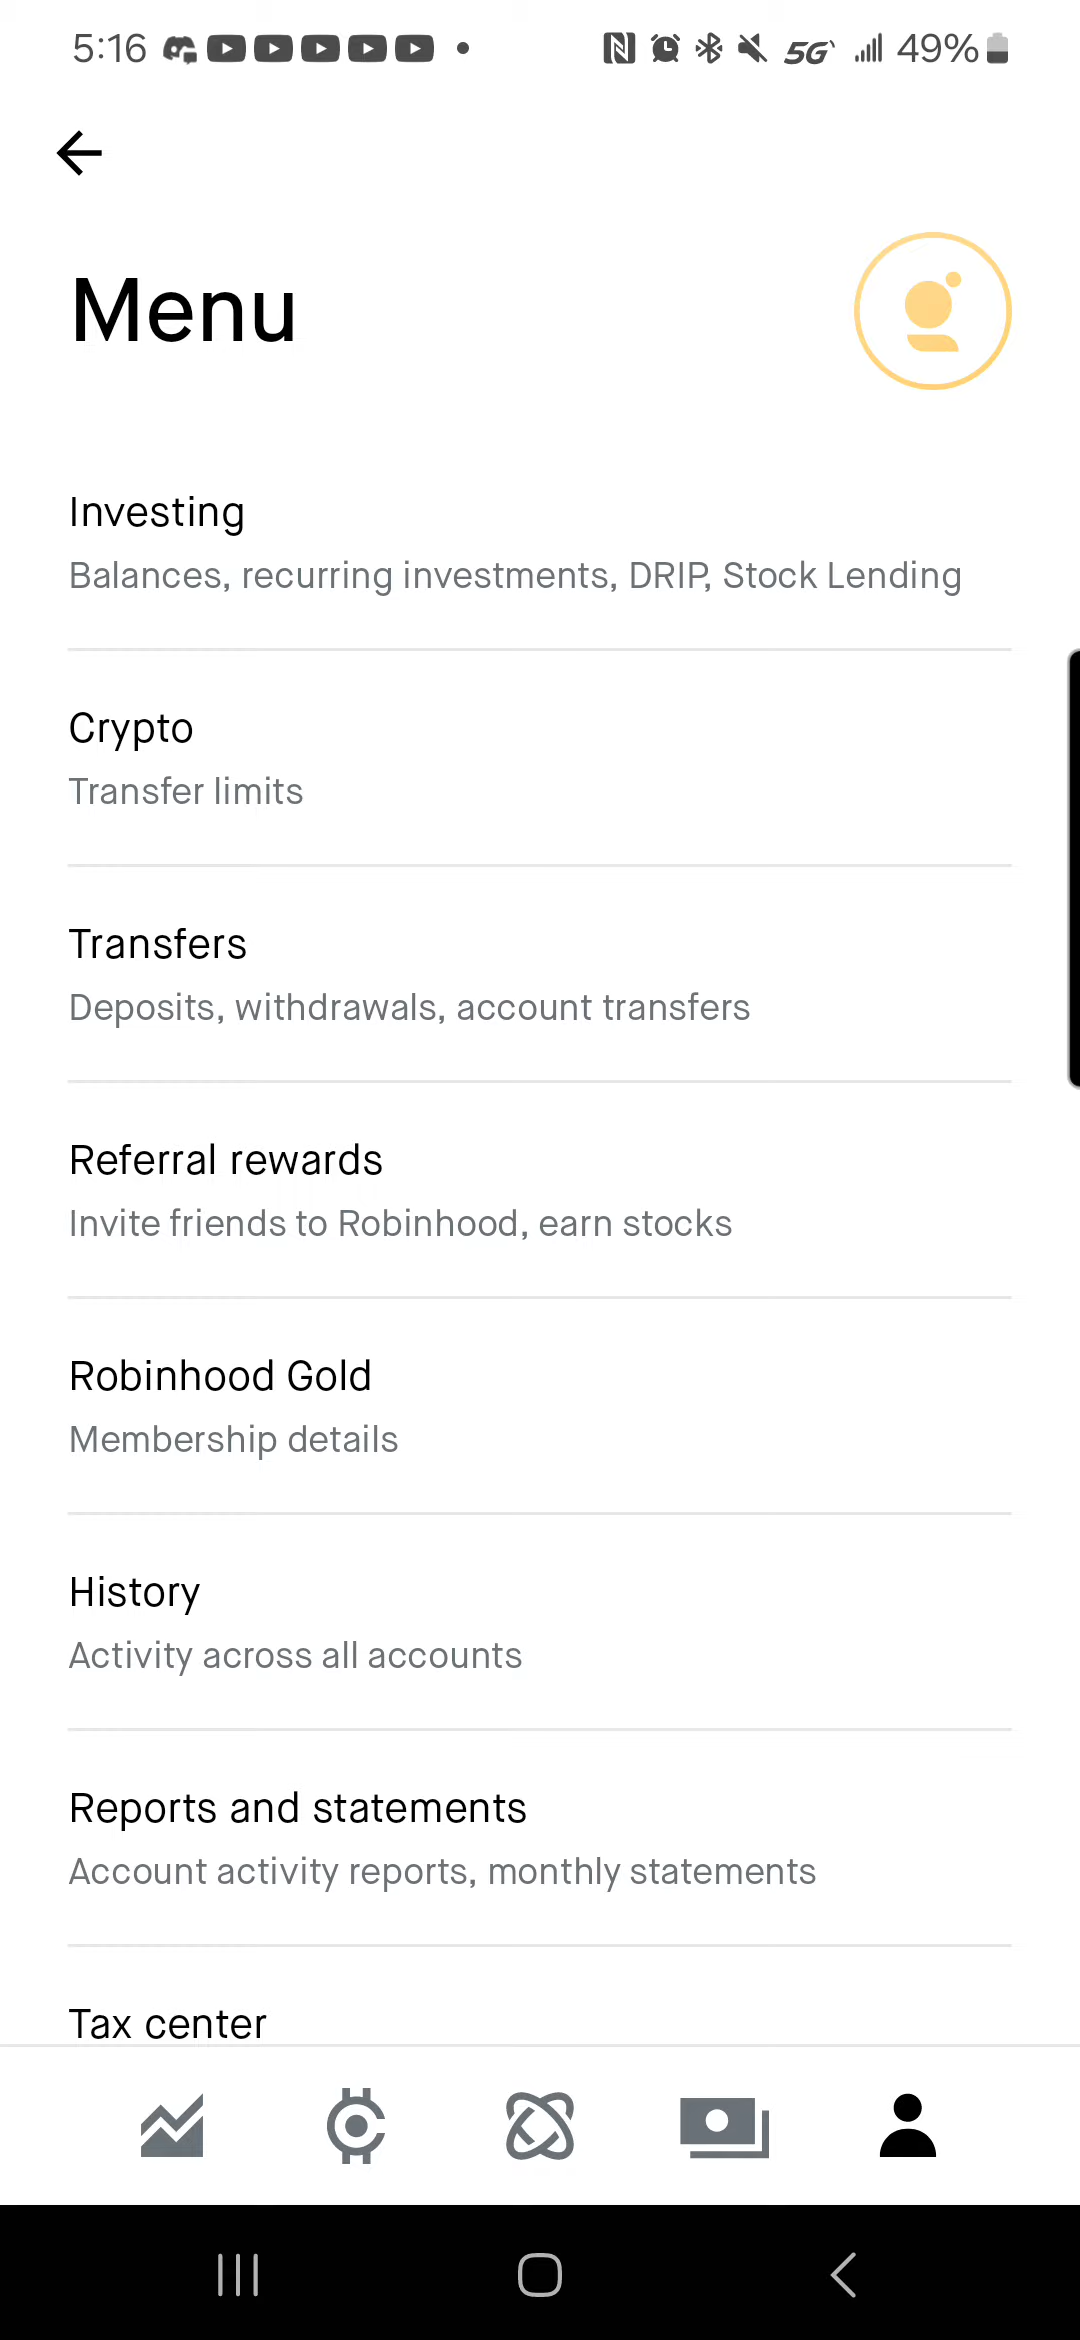 5:16 5G 49%
Menu
Investing
Balances, recurring investments, DRIP, Stock Lending
Crypto
Transfer limits
Transfers
Deposits, withdrawals, account transfers
Referral rewards
Invite friends to Robinhood, earn stocks
Robinhood Gold
Membership details
History
Activity across all accounts
Reports and statements
Account activity reports, monthly statements
Tax center